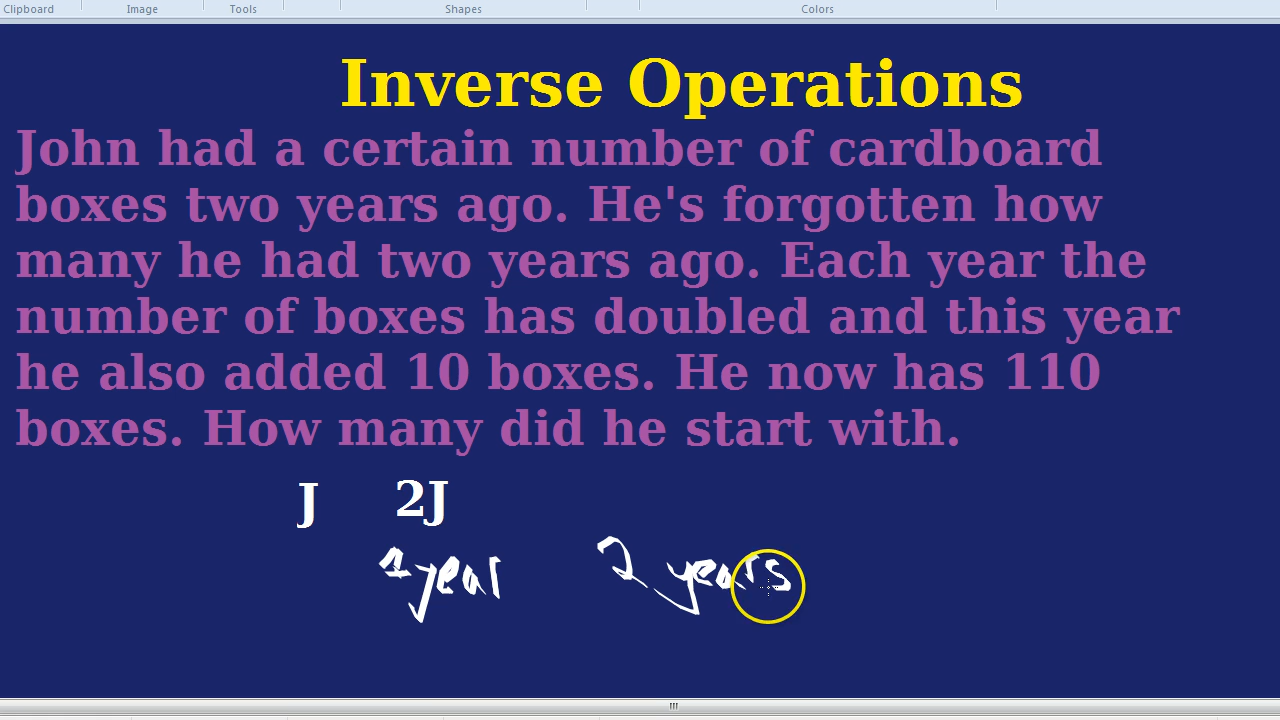 Clipboard Image Tools Shapes Colors
Inverse Operations
John had a certain number of cardboard
boxes two years ago. He's forgotten how
many he had two years ago. Each year the
number of boxes has doubled and this year
he also added 10 boxes. He now has 110
boxes. How many did he start with.
J 2J
1 year 2 years